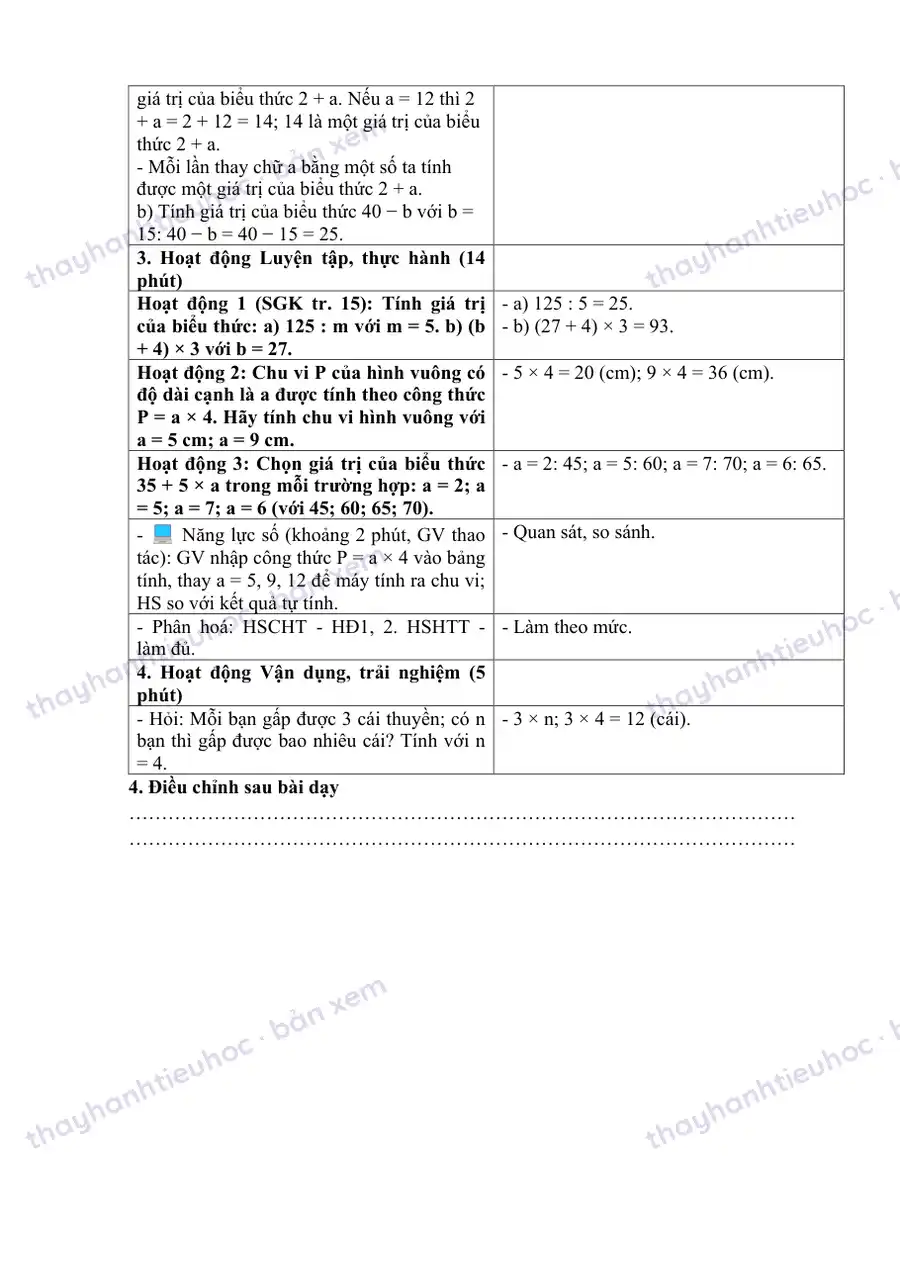 giá trị của biểu thức 2 + a. Nếu a = 12 thì 2
+ a = 2 + 12 = 14; 14 là một giá trị của biểu
thức 2 + a.
- Mỗi lần thay chữ a bằng một số ta tính
được một giá trị của biểu thức 2 + a.
b) Tính giá trị của biểu thức 40 − b với b =
15: 40 − b = 40 − 15 = 25.
3. Hoạt động Luyện tập, thực hành (14
phút)
Hoạt động 1 (SGK tr. 15): Tính giá trị
của biểu thức: a) 125 : m với m = 5. b) (b
+ 4) × 3 với b = 27.
- a) 125 : 5 = 25.
- b) (27 + 4) × 3 = 93.
Hoạt động 2: Chu vi P của hình vuông có
độ dài cạnh là a được tính theo công thức
P = a × 4. Hãy tính chu vi hình vuông với
a = 5 cm; a = 9 cm.
- 5 × 4 = 20 (cm); 9 × 4 = 36 (cm).
Hoạt động 3: Chọn giá trị của biểu thức
35 + 5 × a trong mỗi trường hợp: a = 2; a
= 5; a = 7; a = 6 (với 45; 60; 65; 70).
- a = 2: 45; a = 5: 60; a = 7: 70; a = 6: 65.
- Năng lực số (khoảng 2 phút, GV thao
tác): GV nhập công thức P = a × 4 vào bảng
tính, thay a = 5, 9, 12 để máy tính ra chu vi;
HS so với kết quả tự tính.
- Quan sát, so sánh.
- Phân hoá: HSCHT - HĐ1, 2. HSHTT -
làm đủ.
- Làm theo mức.
4. Hoạt động Vận dụng, trải nghiệm (5
phút)
- Hỏi: Mỗi bạn gấp được 3 cái thuyền; có n
bạn thì gấp được bao nhiêu cái? Tính với n
= 4.
- 3 × n; 3 × 4 = 12 (cái).
4. Điều chỉnh sau bài dạy
……………………………………………………………………………………………
……………………………………………………………………………………………
thayhanhtieuhoc · bản xem
thayhanhtieuhoc · b
thayhanhtieuhoc · bản xem
thayhanhtieuhoc · b
thayhanhtieuhoc · bản xem
thayhanhtieuhoc · b